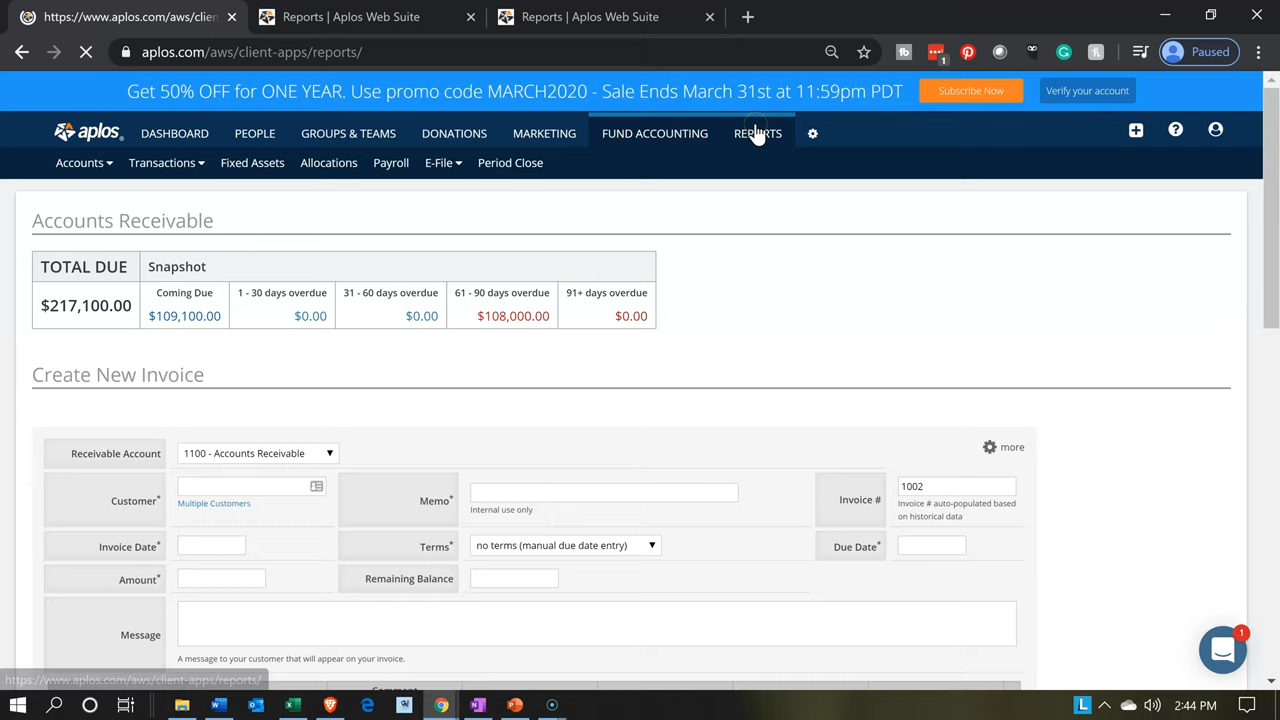 https://www.aplos.com/aws/clien
Reports | Aplos Web Suite
Reports | Aplos Web Suite
aplos.com/aws/client-apps/reports/
1
Paused
Get 50% OFF for ONE YEAR. Use promo code MARCH2020 - Sale Ends March 31st at 11:59pm PDT
Subscribe Now
Verify your account
aplos
DASHBOARD
PEOPLE
GROUPS & TEAMS
DONATIONS
MARKETING
FUND ACCOUNTING
REPORTS
Accounts
Transactions
Fixed Assets
Allocations
Payroll
E-File
Period Close
Accounts Receivable
TOTAL DUE
Snapshot
$217,100.00
Coming Due
1 - 30 days overdue
31 - 60 days overdue
61 - 90 days overdue
91+ days overdue
$109,100.00
$0.00
$0.00
$108,000.00
$0.00
Create New Invoice
Receivable Account
1100 - Accounts Receivable
more
Customer*
Multiple Customers
Memo*
Internal use only
Invoice #
1002
Invoice # auto-populated based
on historical data
Invoice Date*
Terms*
no terms (manual due date entry)
Due Date*
Amount*
Remaining Balance
Message
A message to your customer that will appear on your invoice.
1
https://www.aplos.com/aws/client-apps/reports/
Comment
2:44 PM